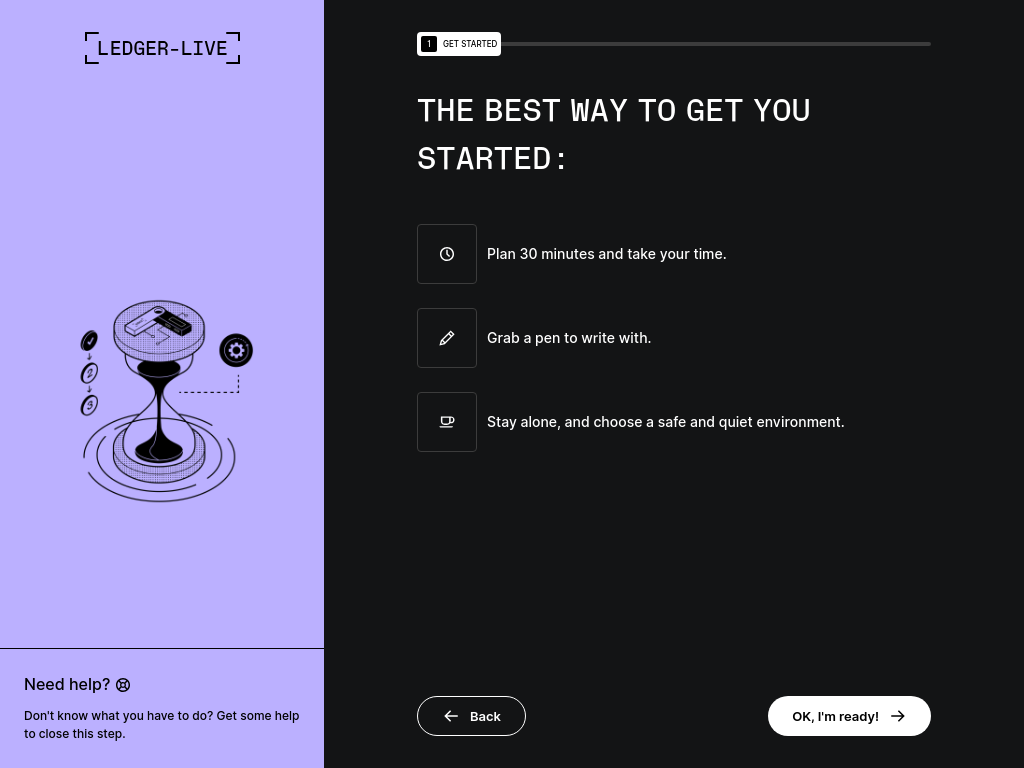 LEDGER-LIVE
1 GET STARTED
THE BEST WAY TO GET YOU
STARTED:
Plan 30 minutes and take your time.
Grab a pen to write with.
Stay alone, and choose a safe and quiet environment.
2
3
Need help?
Don't know what you have to do? Get some help
to close this step.
Back
OK, I'm ready!